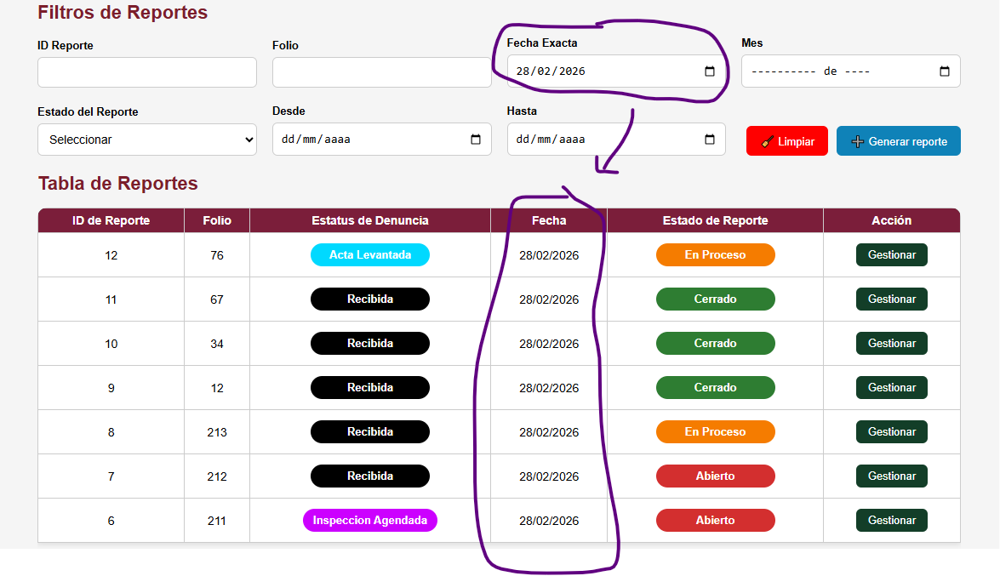 Filtros de Reportes
ID Reporte Folio Fecha Exacta Mes
28/02/2026 ---------- de ----
Estado del Reporte Desde Hasta
Seleccionar dd/mm/aaaa dd/mm/aaaa Limpiar Generar reporte
Tabla de Reportes
ID de Reporte Folio Estatus de Denuncia Fecha Estado de Reporte Acción
12 76 Acta Levantada 28/02/2026 En Proceso Gestionar
11 67 Recibida 28/02/2026 Cerrado Gestionar
10 34 Recibida 28/02/2026 Cerrado Gestionar
9 12 Recibida 28/02/2026 Cerrado Gestionar
8 213 Recibida 28/02/2026 En Proceso Gestionar
7 212 Recibida 28/02/2026 Abierto Gestionar
6 211 Inspeccion Agendada 28/02/2026 Abierto Gestionar